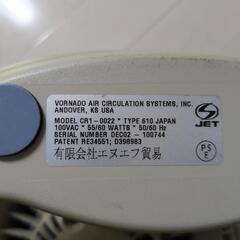 VORNADO AIR CIRCULATION SYSTEMS, INC.
ANDOVER, KS USA
MODEL CR1-0022 * TYPE 610 JAPAN
100VAC * 55/60 WATTS * 50/60 Hz
SERIAL NUMBER DEC02 - 100744
PATENT RE34551; D398983
有限会社エヌエフ貿易
JET
PS
E